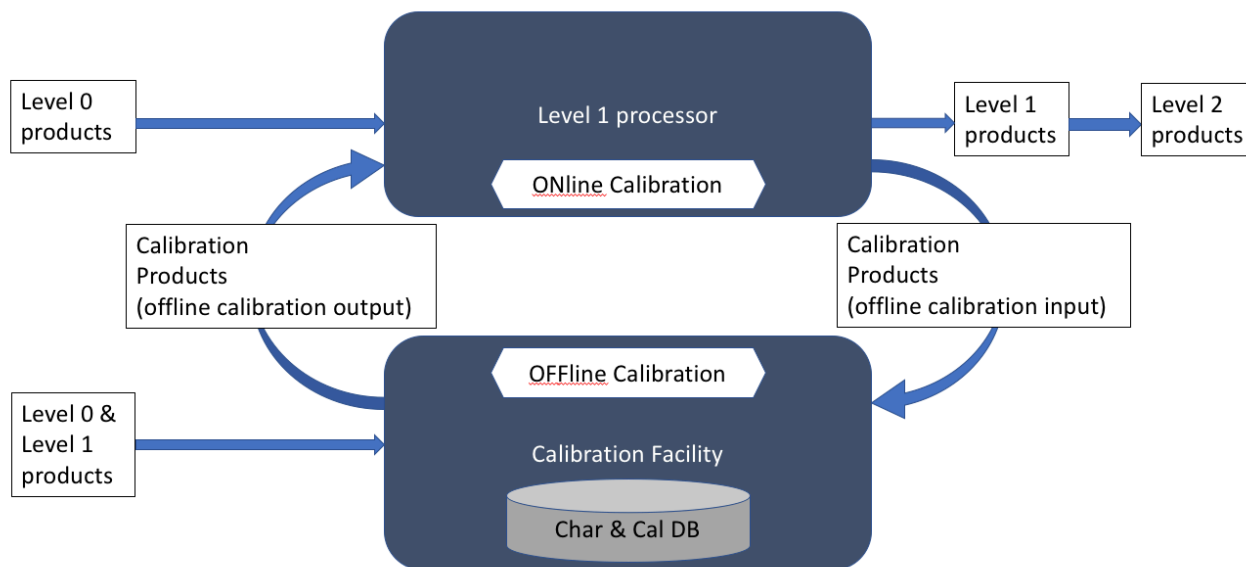 Level 0
products
Level 1 processor
Level 1
products
Level 2
products
ONline Calibration
Calibration
Products
(offline calibration output)
Calibration
Products
(offline calibration input)
OFFline Calibration
Level 0 &
Level 1
products
Calibration Facility
Char & Cal DB